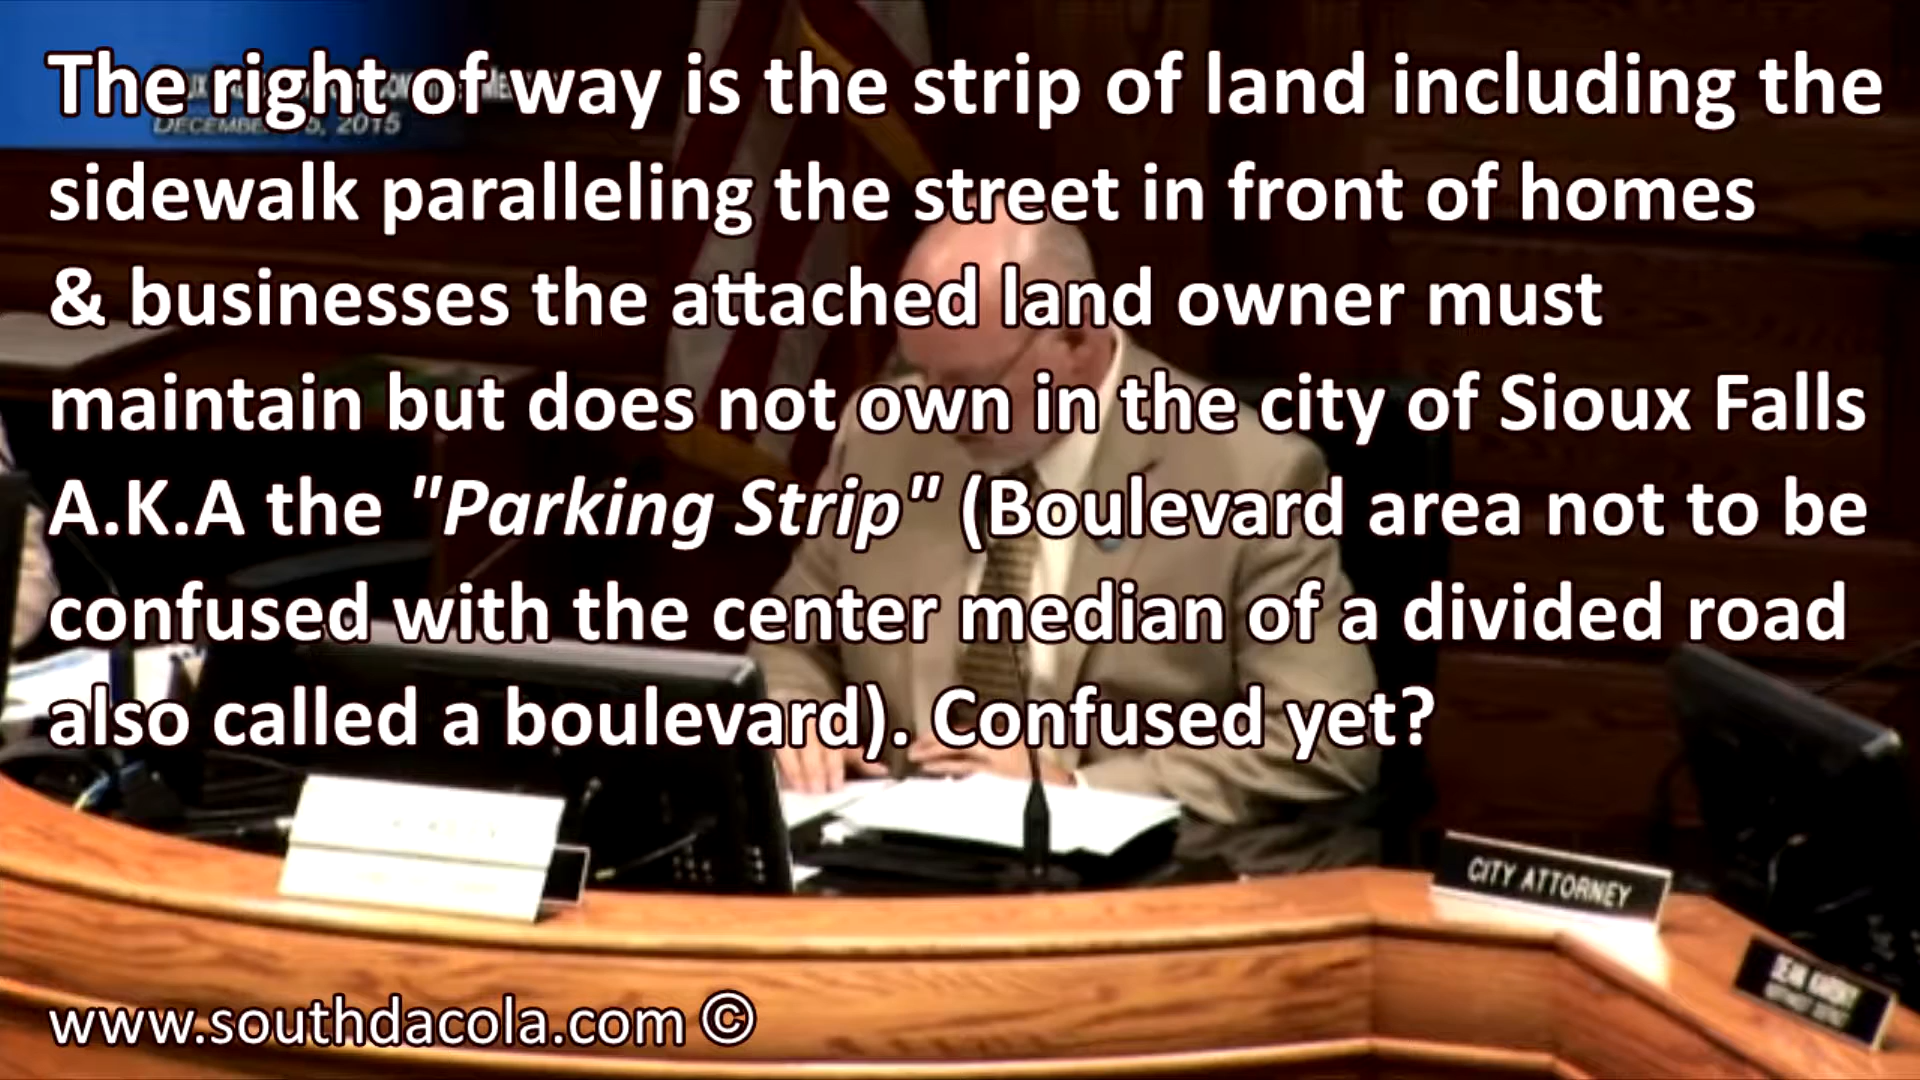 The right of way is the strip of land including the
DECEMBER 15, 2015
sidewalk paralleling the street in front of homes
& businesses the attached land owner must
maintain but does not own in the city of Sioux Falls
A.K.A the "Parking Strip" (Boulevard area not to be
confused with the center median of a divided road
also called a boulevard). Confused yet?
CITY ATTORNEY
www.southdacola.com ©